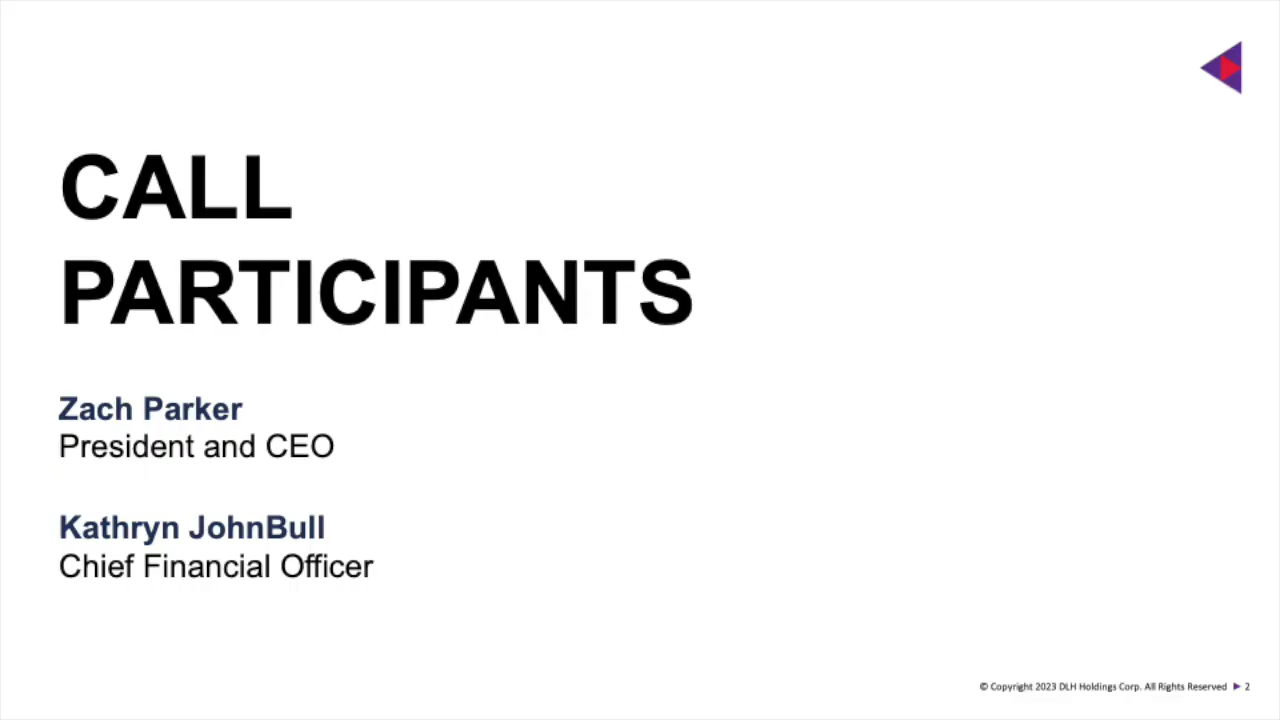 CALL
PARTICIPANTS
Zach Parker
President and CEO
Kathryn JohnBull
Chief Financial Officer
© Copyright 2023 DLH Holdings Corp. All Rights Reserved ▶ 2